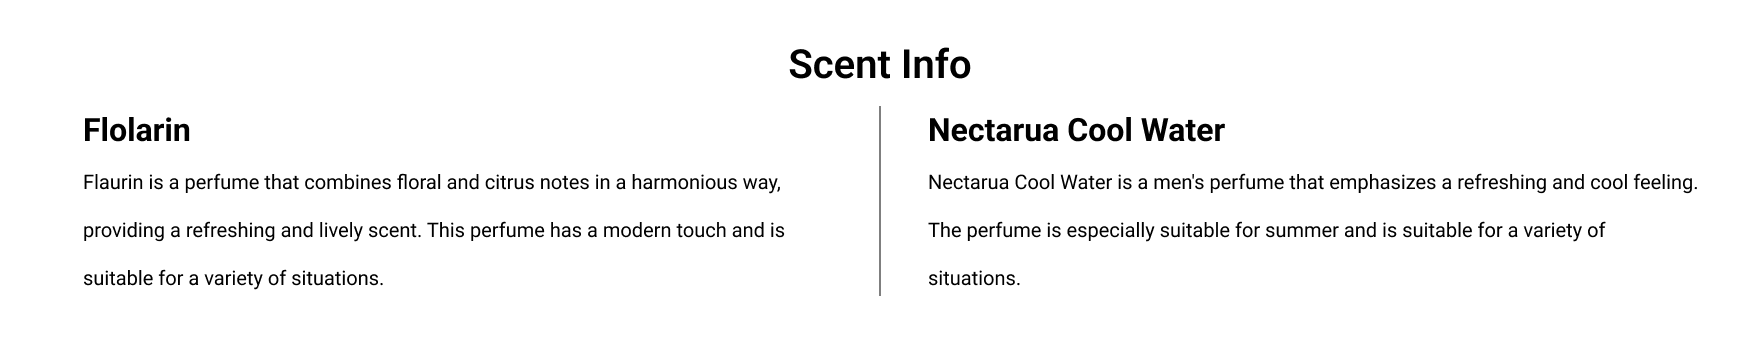 Scent Info
Flolarin
Flaurin is a perfume that combines floral and citrus notes in a harmonious way,
providing a refreshing and lively scent. This perfume has a modern touch and is
suitable for a variety of situations.
Nectarua Cool Water
Nectarua Cool Water is a men's perfume that emphasizes a refreshing and cool feeling.
The perfume is especially suitable for summer and is suitable for a variety of
situations.